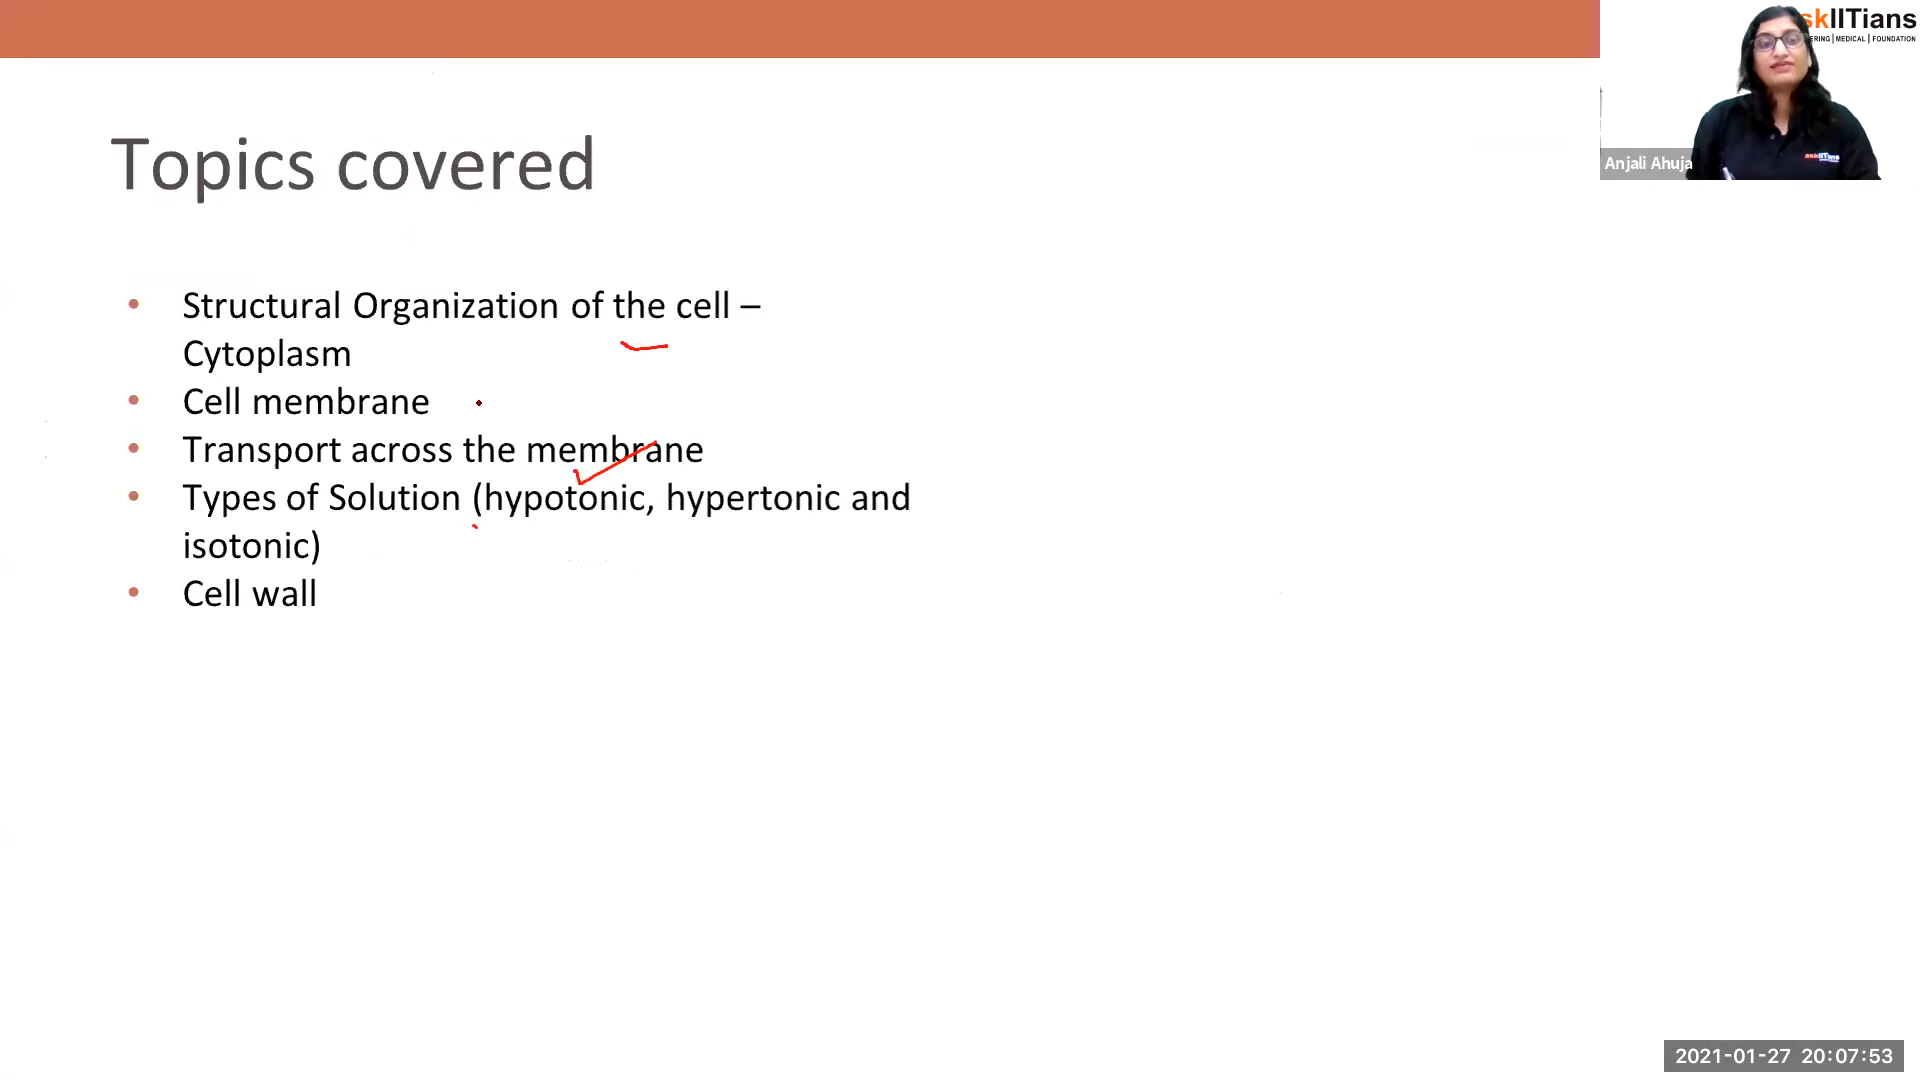 skIITians
ERING | MEDICAL | FOUNDATION
Anjali Ahuja
askIITians
Topics covered
• Structural Organization of the cell –
Cytoplasm
• Cell membrane
• Transport across the membrane
• Types of Solution (hypotonic, hypertonic and
isotonic)
• Cell wall
2021-01-27 20:07:53